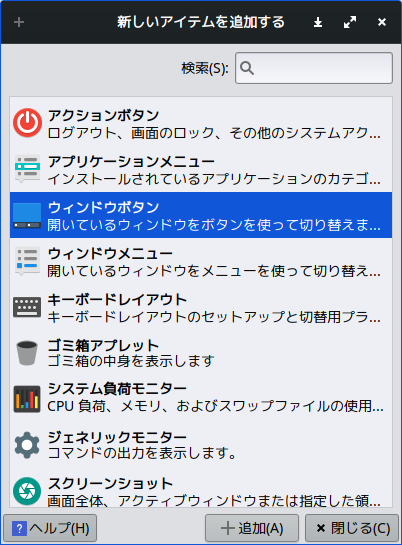 新しいアイテムを追加する
検索(S):
アクションボタン
ログアウト、画面のロック、その他のシステムアク...
アプリケーションメニュー
インストールされているアプリケーションのカテゴ...
ウィンドウボタン
開いているウィンドウをボタンを使って切り替えま...
ウィンドウメニュー
開いているウィンドウをメニューを使って切り替え...
キーボードレイアウト
キーボードレイアウトのセットアップと切替用プラ...
ゴミ箱アプレット
ゴミ箱の中身を表示します
システム負荷モニター
CPU 負荷、メモリ、およびスワップファイルの使用...
ジェネリックモニター
コマンドの出力を表示します。
スクリーンショット
画面全体、アクティブウィンドウまたは指定した領...
ヘルプ(H) 追加(A) 閉じる(C)